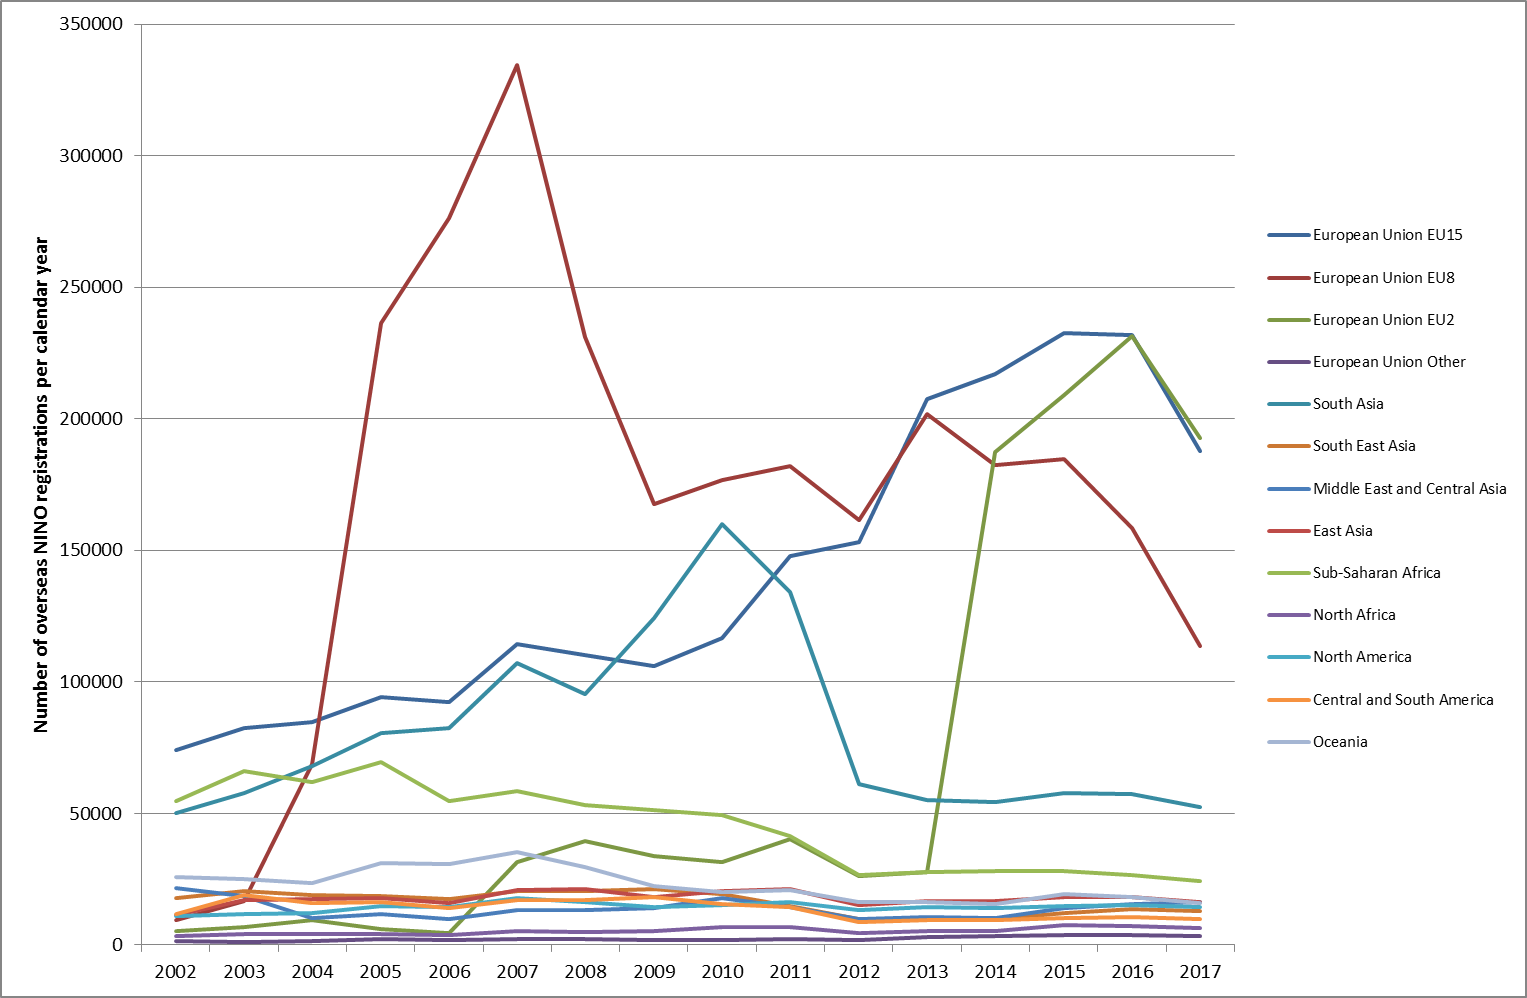 350000
300000
250000
200000
150000
100000
50000
0
Number of overseas NINO registrations per calendar year
2002 2003 2004 2005 2006 2007 2008 2009 2010 2011 2012 2013 2014 2015 2016 2017
European Union EU15
European Union EU8
European Union EU2
European Union Other
South Asia
South East Asia
Middle East and Central Asia
East Asia
Sub-Saharan Africa
North Africa
North America
Central and South America
Oceania